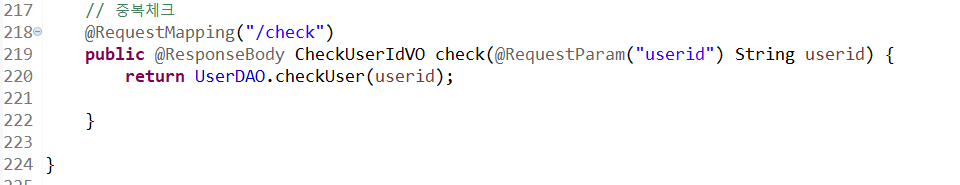 217 // 중복체크
218 @RequestMapping("/check")
219 public @ResponseBody CheckUserIdVO check(@RequestParam("userid") String userid) {
220 return UserDAO.checkUser(userid);
221
222 }
223
224 }